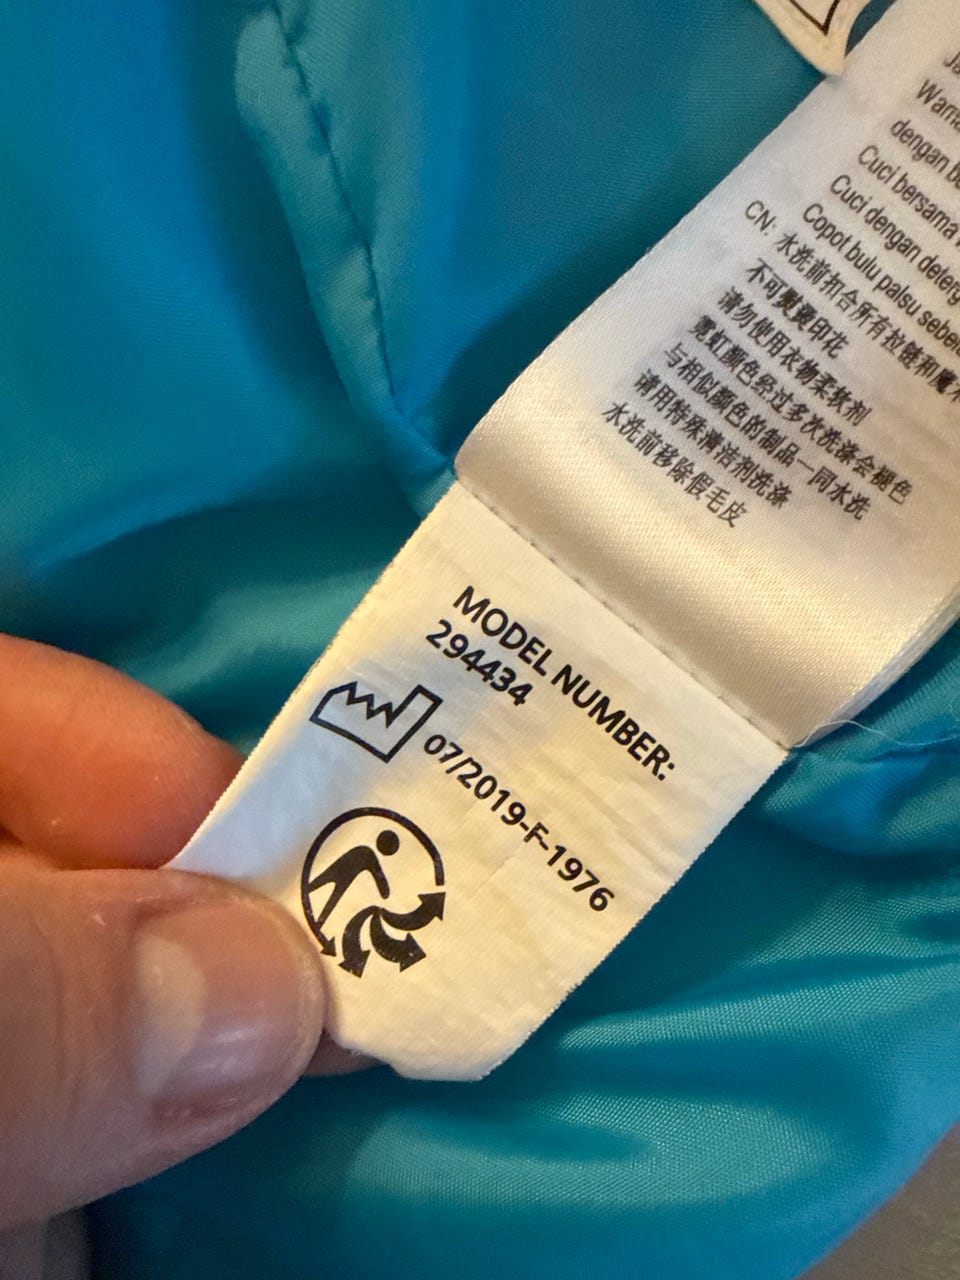 Warna
dengan
Cuci bersama
Cuci dengan
Copot bulu palsu
CN: 水洗前扣合所有拉链和魔术
不可熨烫印花
请勿使用衣物柔软剂
霓虹颜色经过多次洗涤会褪色
与相似颜色的制品一同水洗
请用特殊清洁剂洗涤
水洗前移除假毛皮
MODEL NUMBER:
294434
07/2019-F-1976